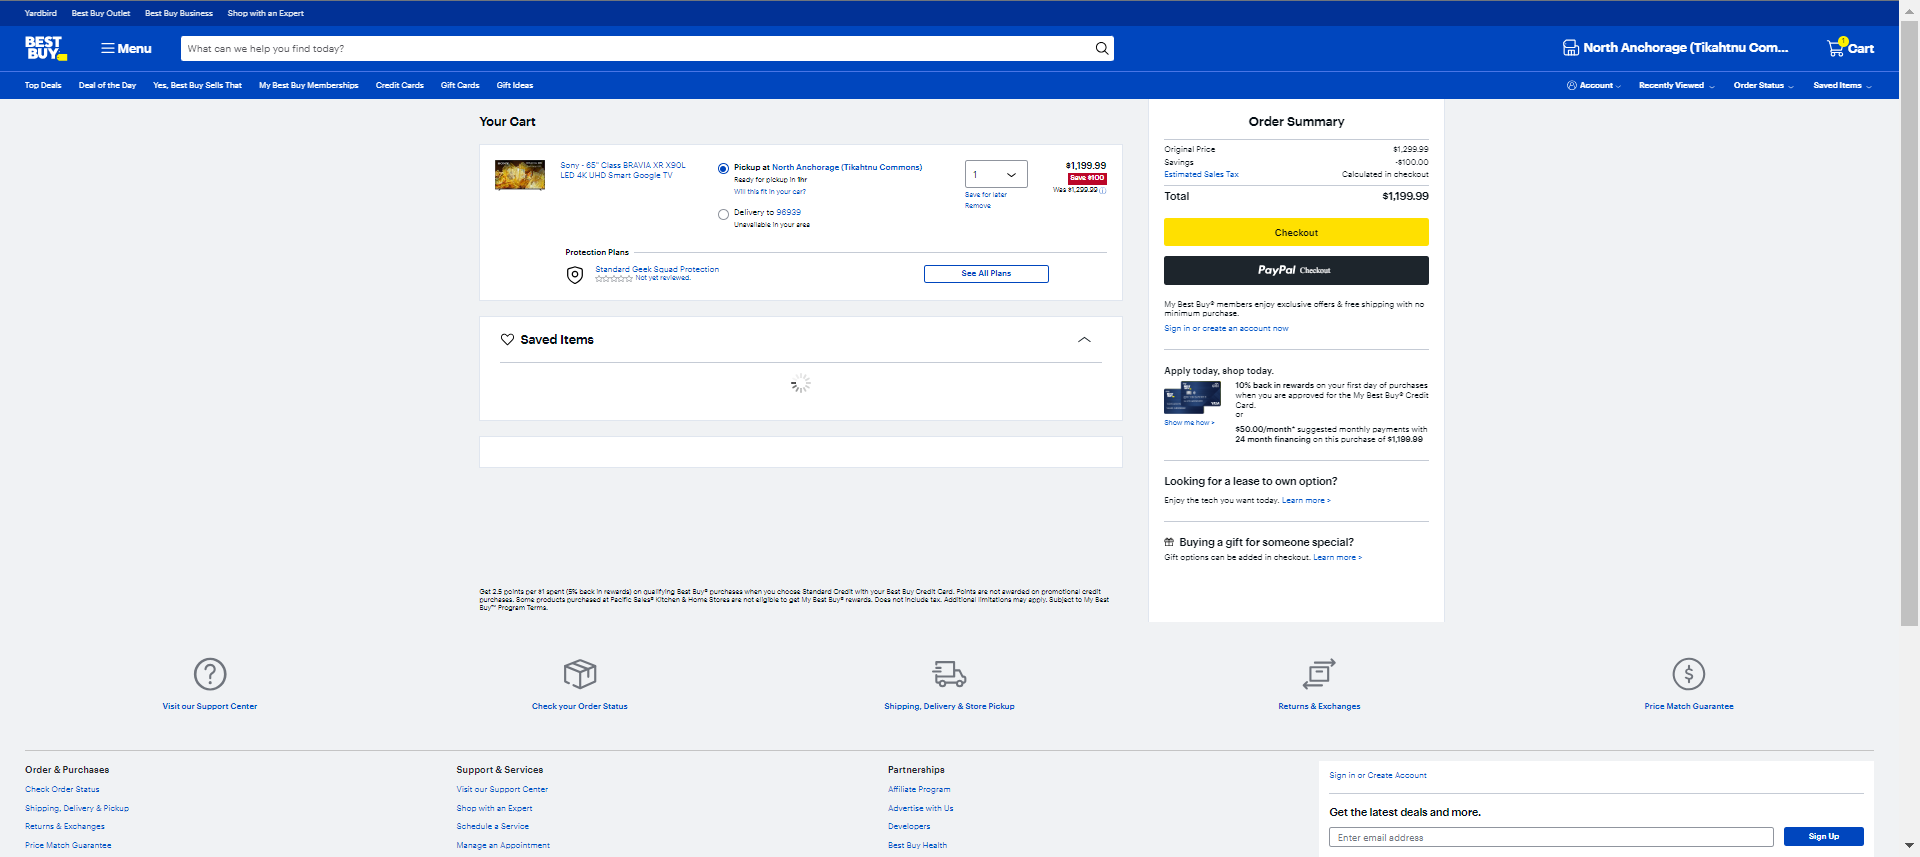 Yardbird Best Buy Outlet Best Buy Business Shop with an Expert
BEST BUY
Menu
What can we help you find today?
North Anchorage (Tikahtnu Com...
1
Cart
Top Deals Deal of the Day Yes, Best Buy Sells That My Best Buy Memberships Credit Cards Gift Cards Gift Ideas
Account Recently Viewed Order Status Saved Items
Your Cart
Sony - 65" Class BRAVIA XR X90L
LED 4K UHD Smart Google TV
Pickup at North Anchorage (Tikahtnu Commons)
Ready for pickup in 1hr
Will this fit in your car?
Delivery to 96939
Unavailable in your area
1
Save for later
Remove
$1,199.99
Save $100
Was $1,299.99
Protection Plans
Standard Geek Squad Protection
Not yet reviewed.
See All Plans
Saved Items
Get 2.5 points per $1 spent (5% back in rewards) on qualifying Best Buy® purchases when you choose Standard Credit with your Best Buy Credit Card. Points are not awarded on promotional credit
purchases. Some products purchased at Pacific Sales® Kitchen & Home Stores are not eligible to get My Best Buy® rewards. Does not include tax. Additional limitations may apply. Subject to My Best
Buy™ Program Terms.
Order Summary
Original Price $1,299.99
Savings -$100.00
Estimated Sales Tax Calculated in checkout
Total $1,199.99
Checkout
PayPal Checkout
My Best Buy® members enjoy exclusive offers & free shipping with no
minimum purchase.
Sign in or create an account now
Apply today, shop today.
10% back in rewards on your first day of purchases
when you are approved for the My Best Buy® Credit
Card.
or
$50.00/month* suggested monthly payments with
24 month financing on this purchase of $1,199.99
Show me how >
Looking for a lease to own option?
Enjoy the tech you want today. Learn more >
Buying a gift for someone special?
Gift options can be added in checkout. Learn more >
Visit our Support Center
Check your Order Status
Shipping, Delivery & Store Pickup
Returns & Exchanges
Price Match Guarantee
Order & Purchases
Check Order Status
Shipping, Delivery & Pickup
Returns & Exchanges
Price Match Guarantee
Support & Services
Visit our Support Center
Shop with an Expert
Schedule a Service
Manage an Appointment
Partnerships
Affiliate Program
Advertise with Us
Developers
Best Buy Health
Sign in or Create Account
Get the latest deals and more.
Enter email address
Sign Up